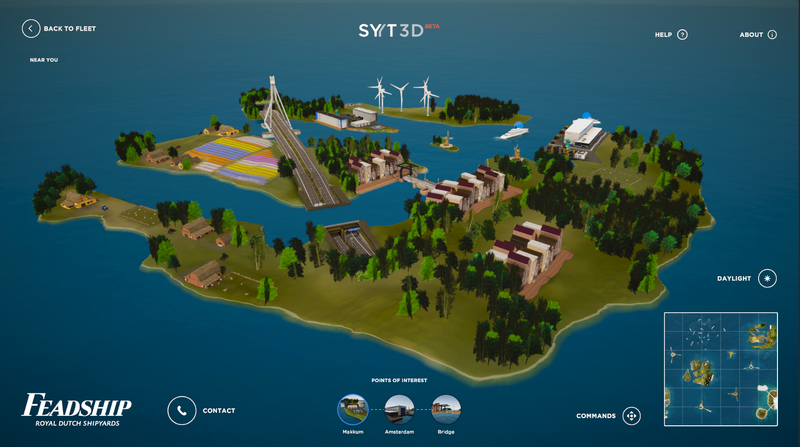 BACK TO FLEET
SYYT3D BETA
HELP ?
ABOUT i
NEAR YOU
DAYLIGHT
POINTS OF INTEREST
FEADSHIP
ROYAL DUTCH SHIPYARDS
CONTACT
COMMANDS
Makkum
Amsterdam
Bridge